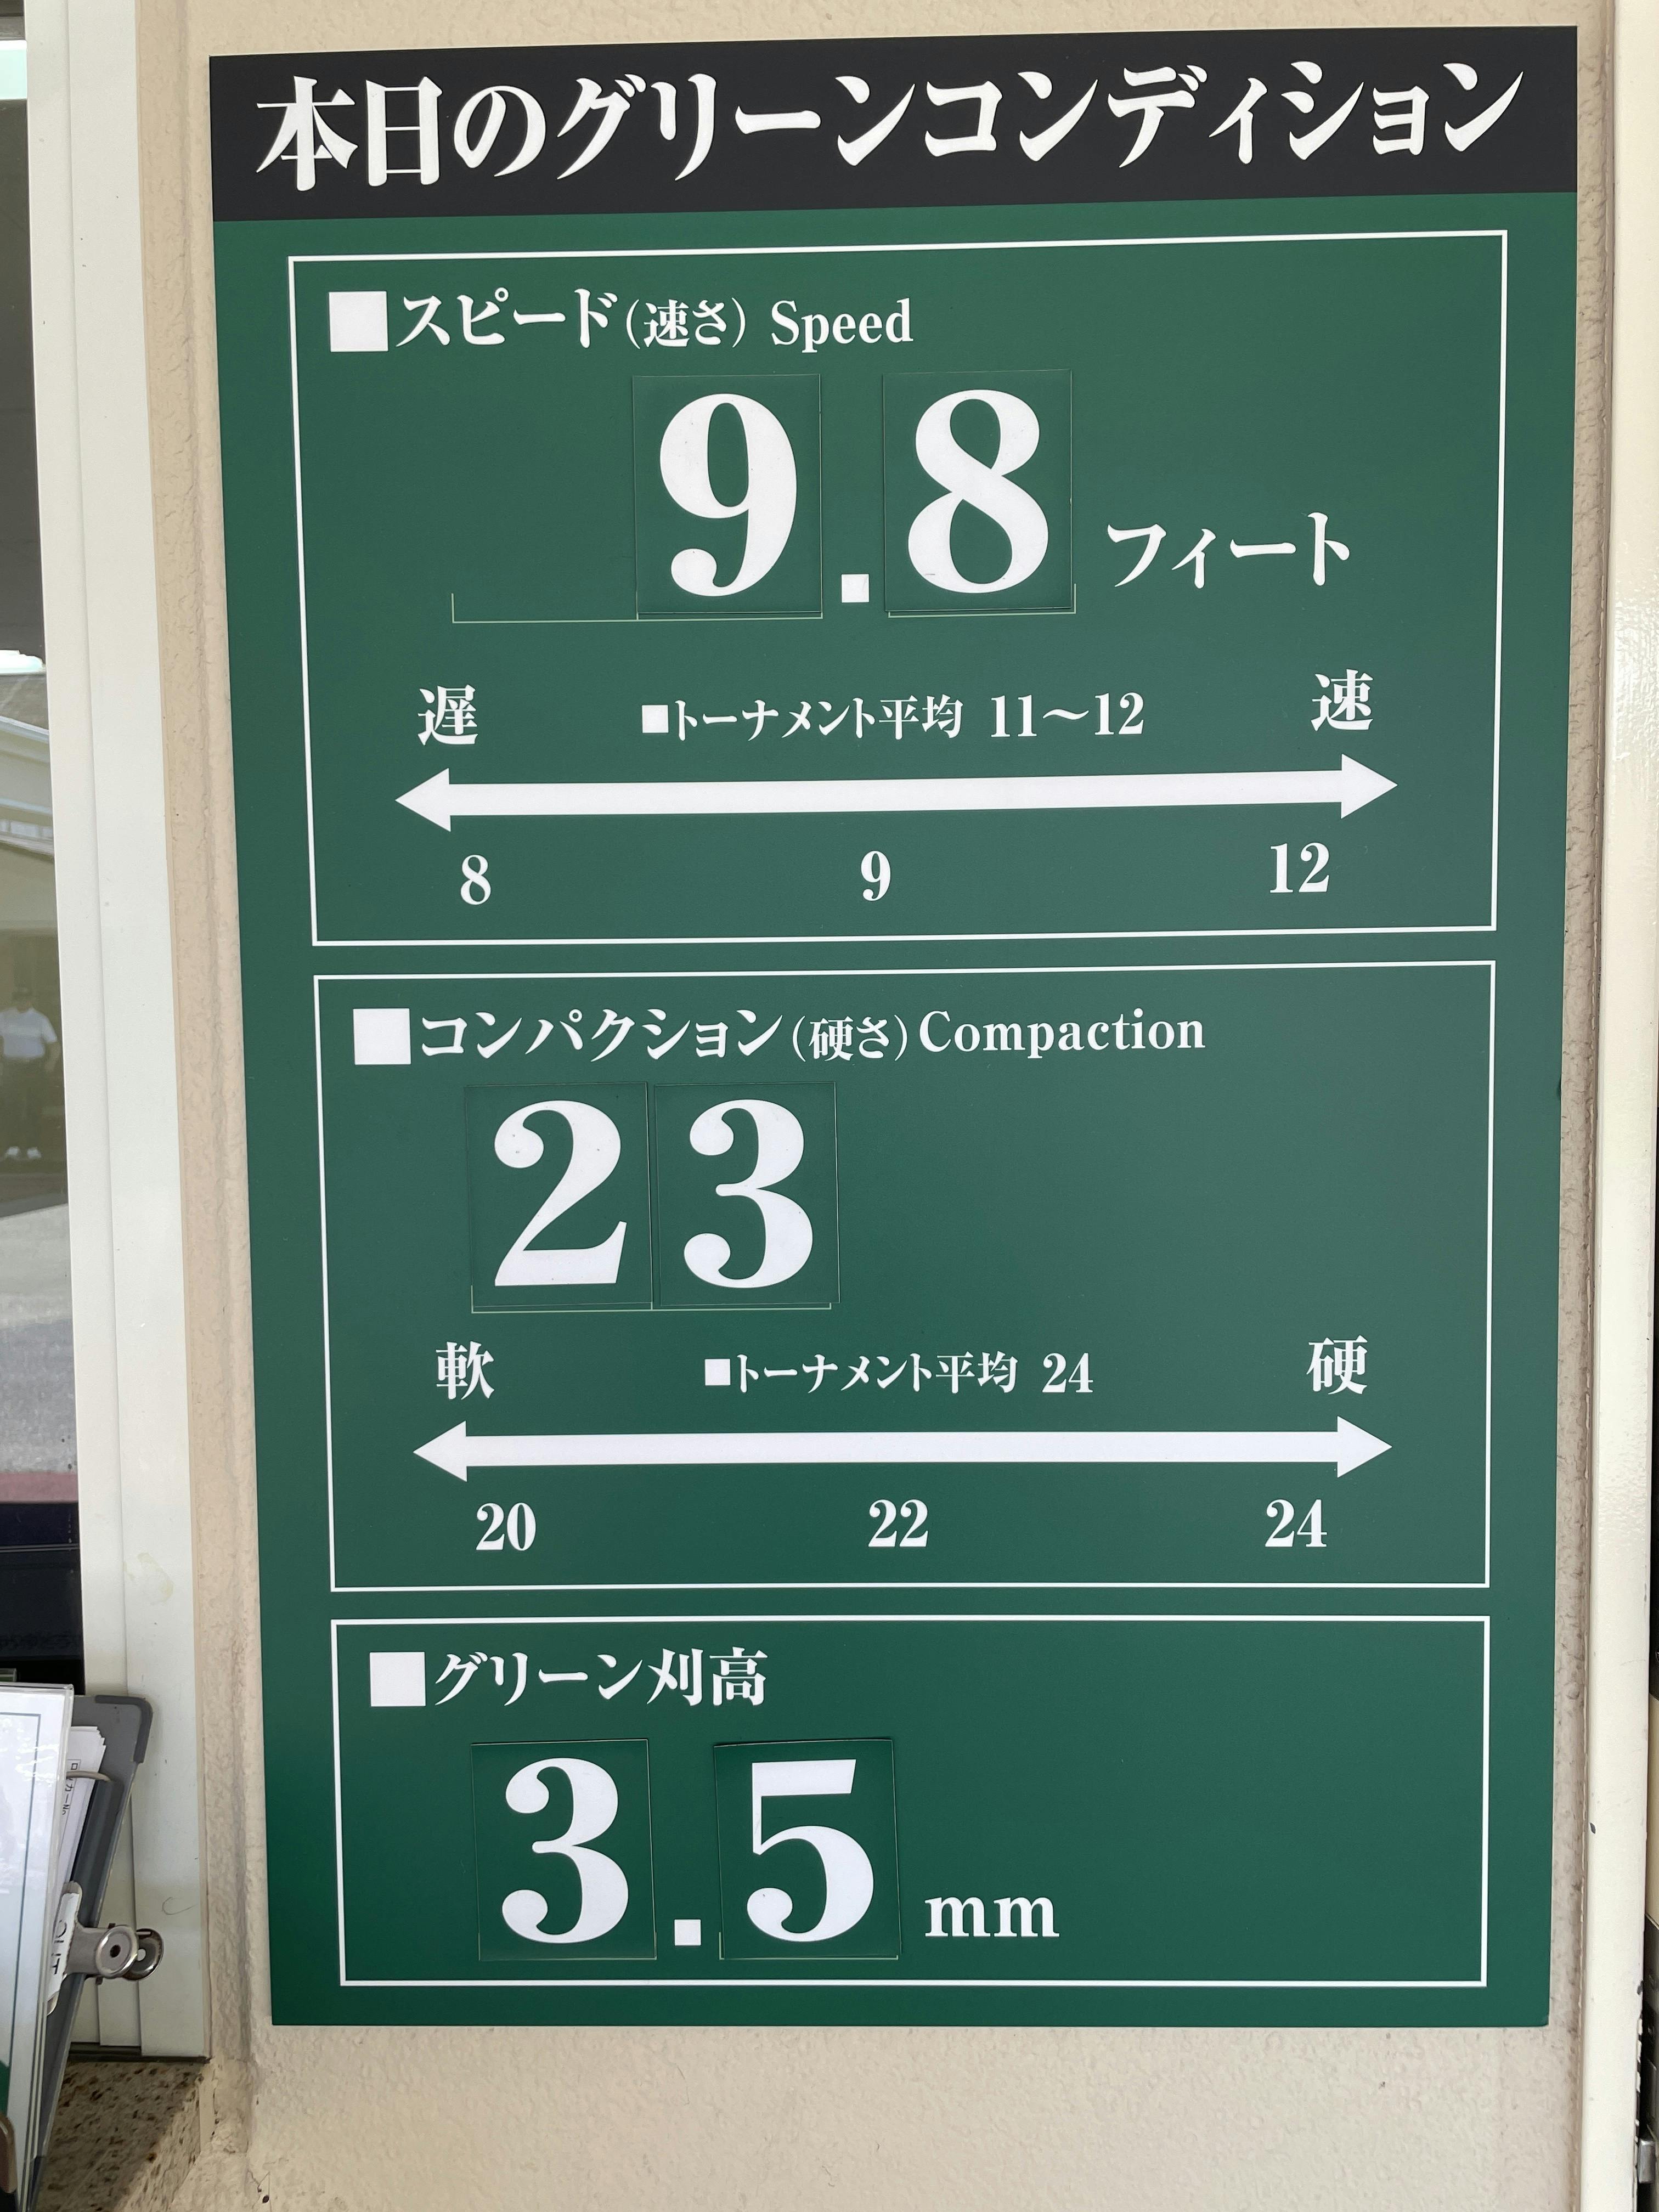 本日のグリーンコンディション
■スピード(速さ) Speed
9.8フィート
遅 ■トーナメント平均 11〜12 速
8 9 12
■コンパクション(硬さ)Compaction
23
軟 ■トーナメント平均 24 硬
20 22 24
■グリーン刈高
3.5mm